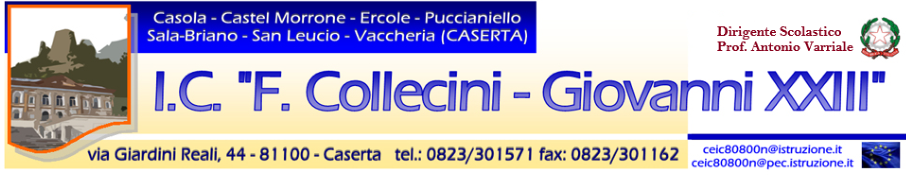 Casola - Castel Morrone - Ercole - Puccianiello
Sala-Briano - San Leucio - Vaccheria (CASERTA)
Dirigente Scolastico
Prof. Antonio Varriale
I.C. "F. Collecini - Giovanni XXIII"
via Giardini Reali, 44 - 81100 - Caserta tel.: 0823/301571 fax: 0823/301162
ceic80800n@istruzione.it
ceic80800n@pec.istruzione.it